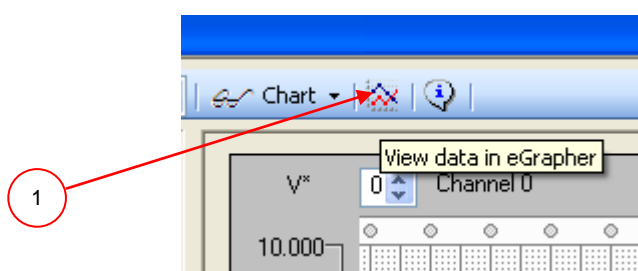 Chart
View data in eGrapher
1
V* 0 Channel 0
10.000